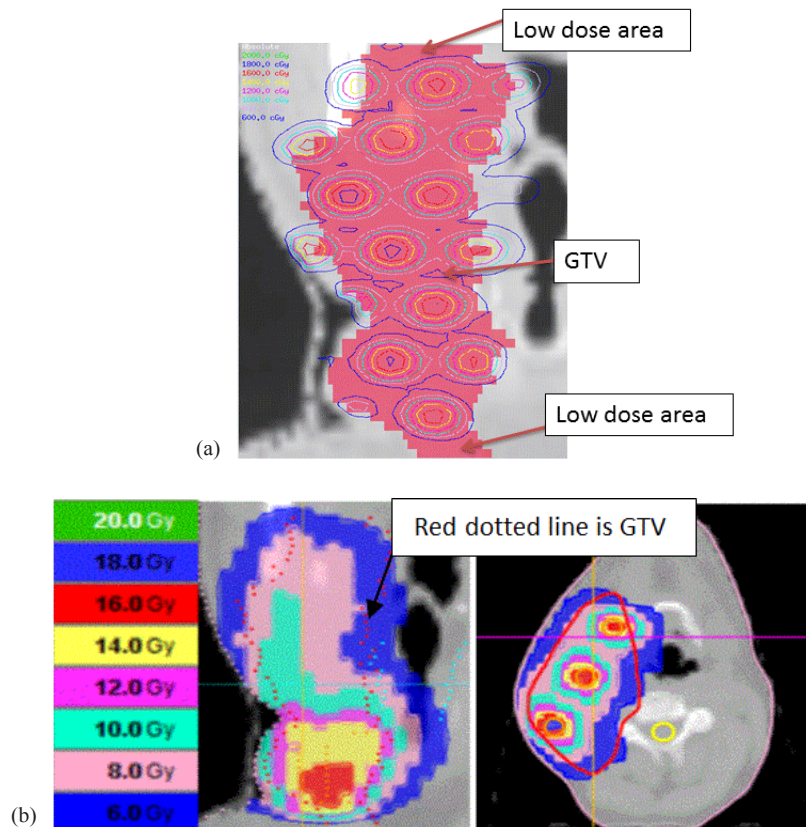 Low dose area
Absolute
2000.0 cGy
1800.0 cGy
1600.0 cGy
1200.0 cGy
600.0 cGy
GTV
Low dose area
(a)
20.0 Gy
18.0 Gy
16.0 Gy
14.0 Gy
12.0 Gy
10.0 Gy
8.0 Gy
6.0 Gy
Red dotted line is GTV
(b)